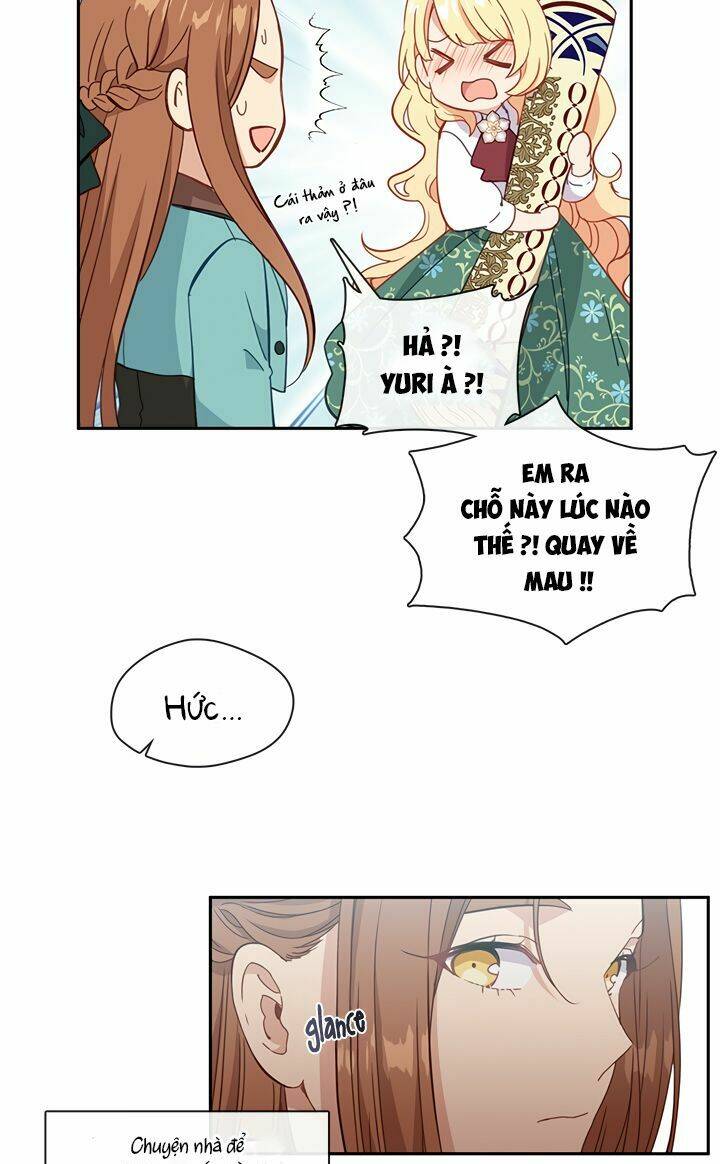 Cái thảm ở đâu
ra vậy ?!
HẢ ?!
YURI À ?!
EM RA
CHỖ NÀY LÚC NÀO
THẾ ?! QUAY VỀ
MAU !!
HỨC...
glance
Chuyện nhà để